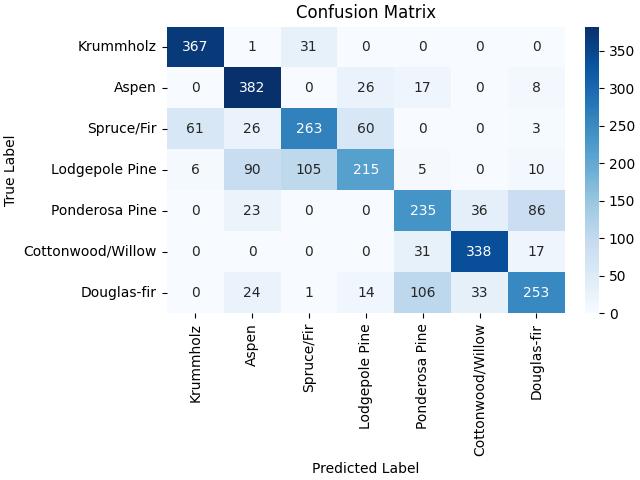 Confusion Matrix
True Label
Krummholz 367 1 31 0 0 0 0
Aspen 0 382 0 26 17 0 8
Spruce/Fir 61 26 263 60 0 0 3
Lodgepole Pine 6 90 105 215 5 0 10
Ponderosa Pine 0 23 0 0 235 36 86
Cottonwood/Willow 0 0 0 0 31 338 17
Douglas-fir 0 24 1 14 106 33 253
Krummholz
Aspen
Spruce/Fir
Lodgepole Pine
Ponderosa Pine
Cottonwood/Willow
Douglas-fir
Predicted Label
350
300
250
200
150
100
50
0